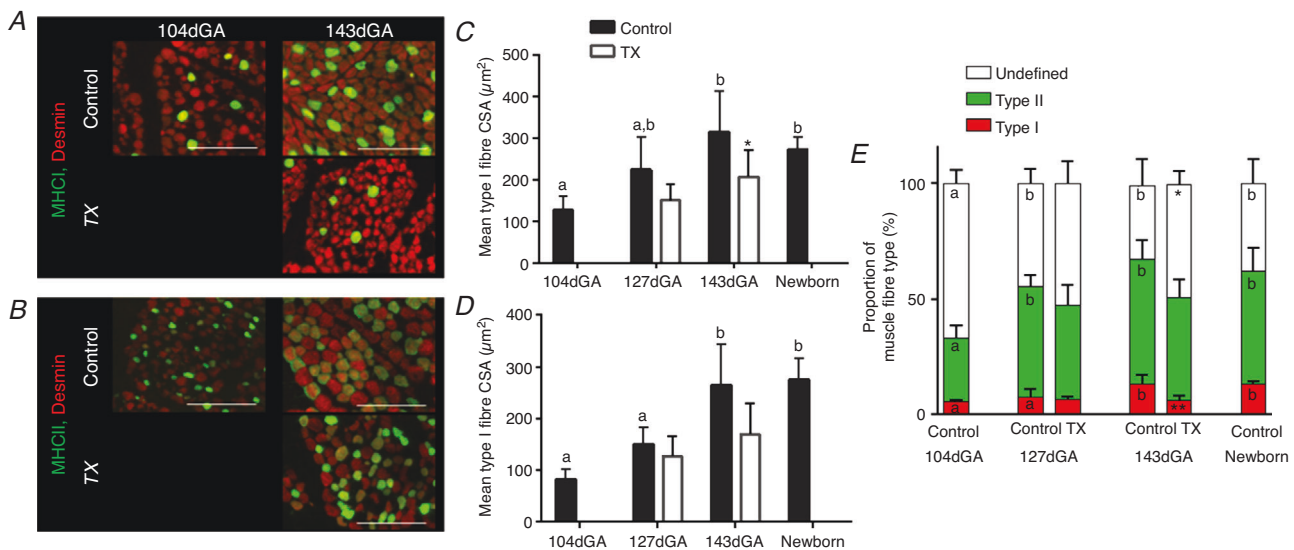 A
104dGA
143dGA
MHCI, Desmin
Control
TX
B
MHCII, Desmin
Control
TX
C
Control
TX
Mean type I fibre CSA (µm²)
500
400
300
200
100
0
a
a,b
b
*
b
104dGA
127dGA
143dGA
Newborn
D
Mean type I fibre CSA (µm²)
400
300
200
100
0
a
a
b
b
104dGA
127dGA
143dGA
Newborn
Undefined
Type II
Type I
E
Proportion of
muscle fibre type (%)
100
50
0
a
b
b
*
b
a
b
b
b
a
a
b
**
b
Control
Control TX
Control TX
Control
104dGA
127dGA
143dGA
Newborn